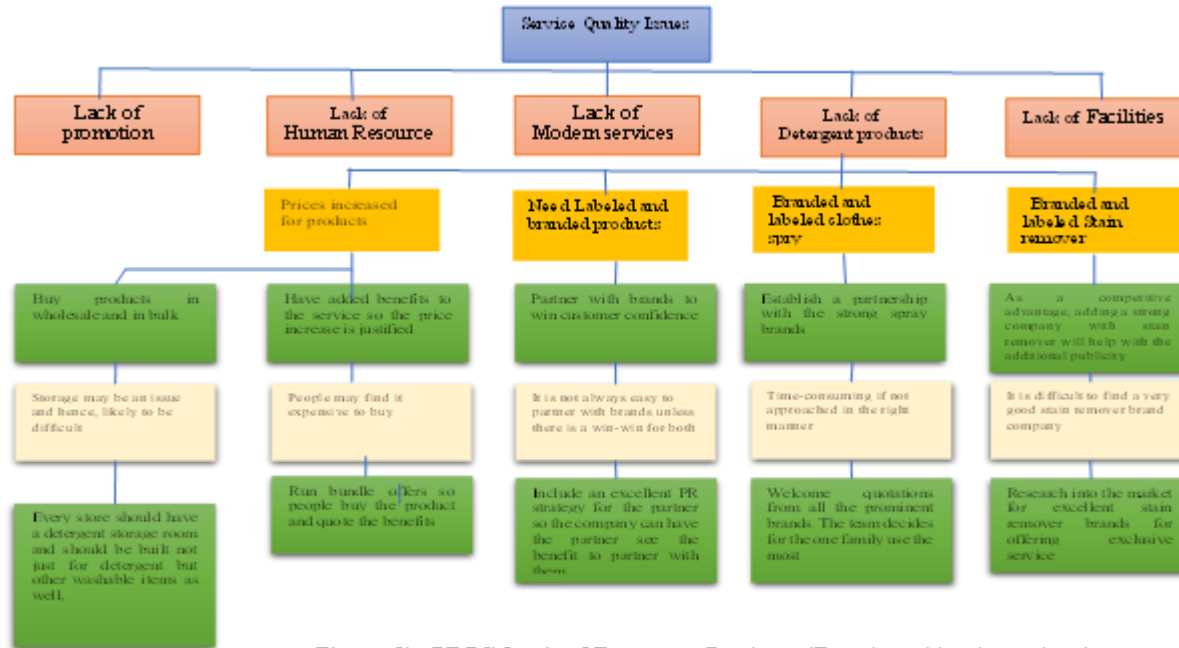 Service Quality Issues
Lack of
promotion
Lack of
Human Resource
Lack of
Modern services
Lack of
Detergent products
Lack of Facilities
Prices increased
for products
Need Labeled and
branded products
Branded and
labeled clothes
spry
Branded and
labeled Stain
remover
Buy products in
wholesale and in bulk
Have added benefits to
the service so the price
increase is justified
Partner with brands to
win customer confidence
Establish a partnership
with the strong spray
brands
As a competitive
advantage, adding a strong
company with stain
remover will help with the
additional publicity
Storage may be an issue
and hence, likely to be
difficult
People may find it
expensive to buy
It is not always easy to
partner with brands unless
there is a win-win for both
Time-consuming if not
approached in the right
manner
It is difficult to find a very
good stain remover brand
company
Every store should have
a detergent storage room
and should be built not
just for detergent but
other washable items as
well.
Run bundle offers so
people buy the product
and quote the benefits
Include an excellent PR
strategy for the partner
so the company can have
the partner see the
benefit to partner with
them
Welcome quotations
from all the prominent
brands. The team decides
for the one family use the
most
Research into the market
for excellent stain
remover brands for
offering exclusive
service